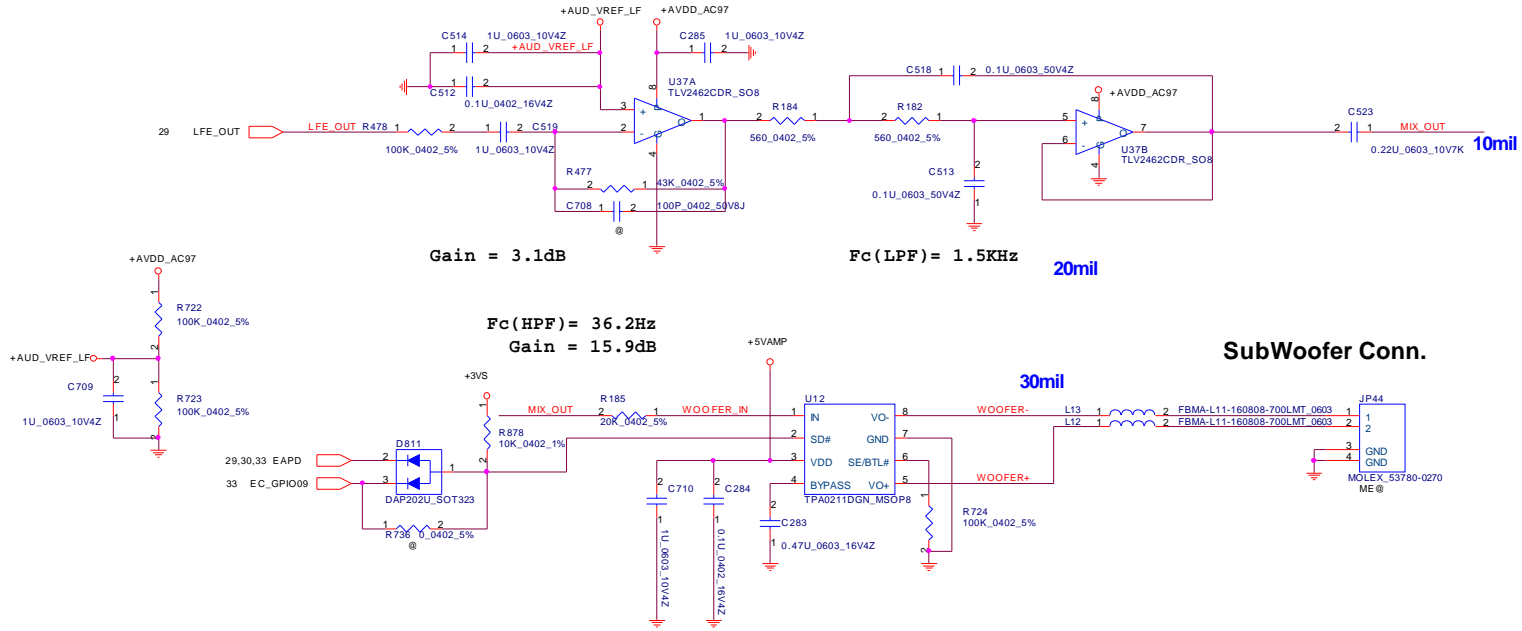 +AUD_VREF_LF +AVDD_AC97
C514 1U_0603_10V4Z C285 1U_0603_10V4Z
1 2 +AUD_VREF_LF 1 2
C512 1 2 0.1U_0402_16V4Z
U37A
TLV2462CDR_SO8
8 3 + 2 - P G O 1 4
C518 1 2 0.1U_0603_50V4Z
+AVDD_AC97
29 LFE_OUT LFE_OUT R478 1 2 100K_0402_5%
1 2 C519 1U_0603_10V4Z
2 R184 1 560_0402_5%
2 R182 1 560_0402_5%
8 5 + 6 - P G O 7 4
U37B
TLV2462CDR_SO8
C523 2 1 0.22U_0603_10V7K
MIX_OUT
10mil
R477 2 1 43K_0402_5%
C708 1 2 100P_0402_50V8J
@
C513 2 1 0.1U_0603_50V4Z
Gain = 3.1dB
Fc(LPF)= 1.5KHz
20mil
+AVDD_AC97
1 R722 2 100K_0402_5%
+AUD_VREF_LF
2 C709 1 1U_0603_10V4Z
1 R723 2 100K_0402_5%
Fc(HPF)= 36.2Hz
Gain = 15.9dB
+5VAMP
SubWoofer Conn.
30mil
+3VS
1 R878 2 10K_0402_1%
MIX_OUT 2 R185 1 20K_0402_5% WOOFER_IN
U12
1 IN VO- 8
2 SD# GND 7
3 VDD SE/BTL# 6
4 BYPASS VO+ 5
TPA0211DGN_MSOP8
WOOFER- L13 1 2 FBMA-L11-160808-700LMT_0603
L12 1 2 FBMA-L11-160808-700LMT_0603
WOOFER+
JP44
1 1
2 2
3 GND
4 GND
MOLEX_53780-0270
ME@
D811
29,30,33 EAPD 2 1
33 EC_GPIO09 3
DAP202U_SOT323
1 R736 2 0_0402_5%
@
2 C710 1 1U_0603_10V4Z
2 C284 1 0.1U_0402_16V4Z
2 C283 1 0.47U_0603_16V4Z
1 R724 2 100K_0402_5%